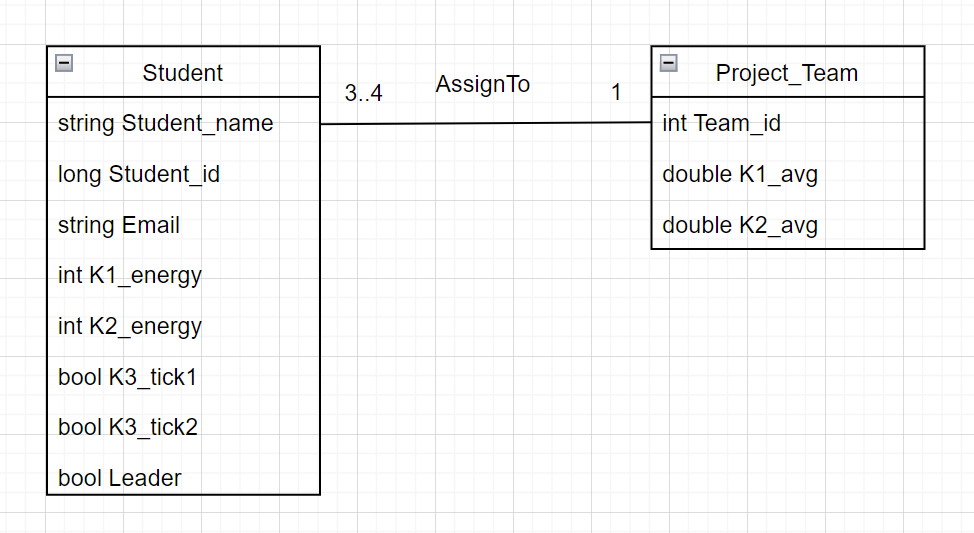 Student
string Student_name
long Student_id
string Email
int K1_energy
int K2_energy
bool K3_tick1
bool K3_tick2
bool Leader
3..4
AssignTo
1
Project_Team
int Team_id
double K1_avg
double K2_avg